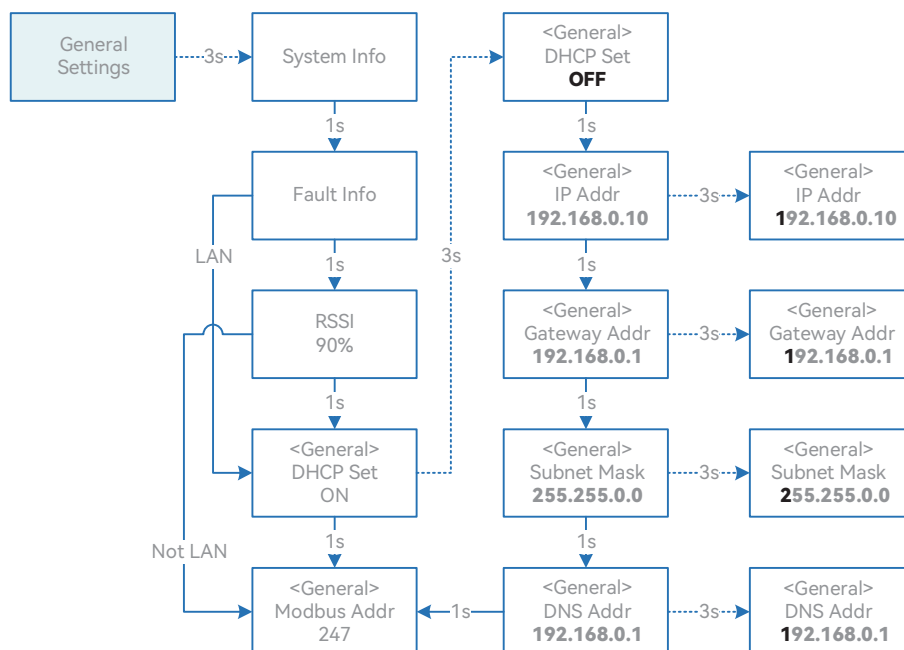 General
Settings
3s
System Info
<General>
DHCP Set
OFF
1s
1s
Fault Info
<General>
IP Addr
192.168.0.10
3s
<General>
IP Addr
192.168.0.10
LAN
1s
3s
1s
RSSI
90%
<General>
Gateway Addr
192.168.0.1
3s
<General>
Gateway Addr
192.168.0.1
1s
1s
<General>
DHCP Set
ON
<General>
Subnet Mask
255.255.0.0
3s
<General>
Subnet Mask
255.255.0.0
Not LAN
1s
1s
<General>
Modbus Addr
247
1s
<General>
DNS Addr
192.168.0.1
3s
<General>
DNS Addr
192.168.0.1